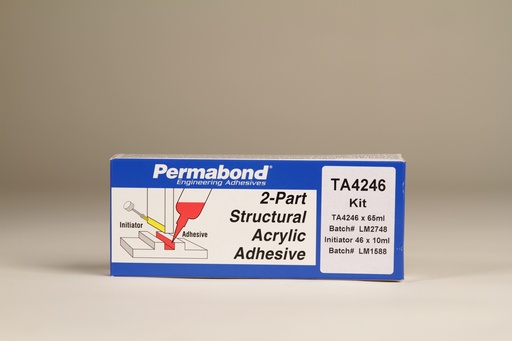 Permabond®
Engineering Adhesives
2-Part
Structural
Acrylic
Adhesive
Initiator
Adhesive
TA4246
Kit
TA4246 x 65ml
Batch# LM2748
Initiator 46 x 10ml
Batch# LM1588